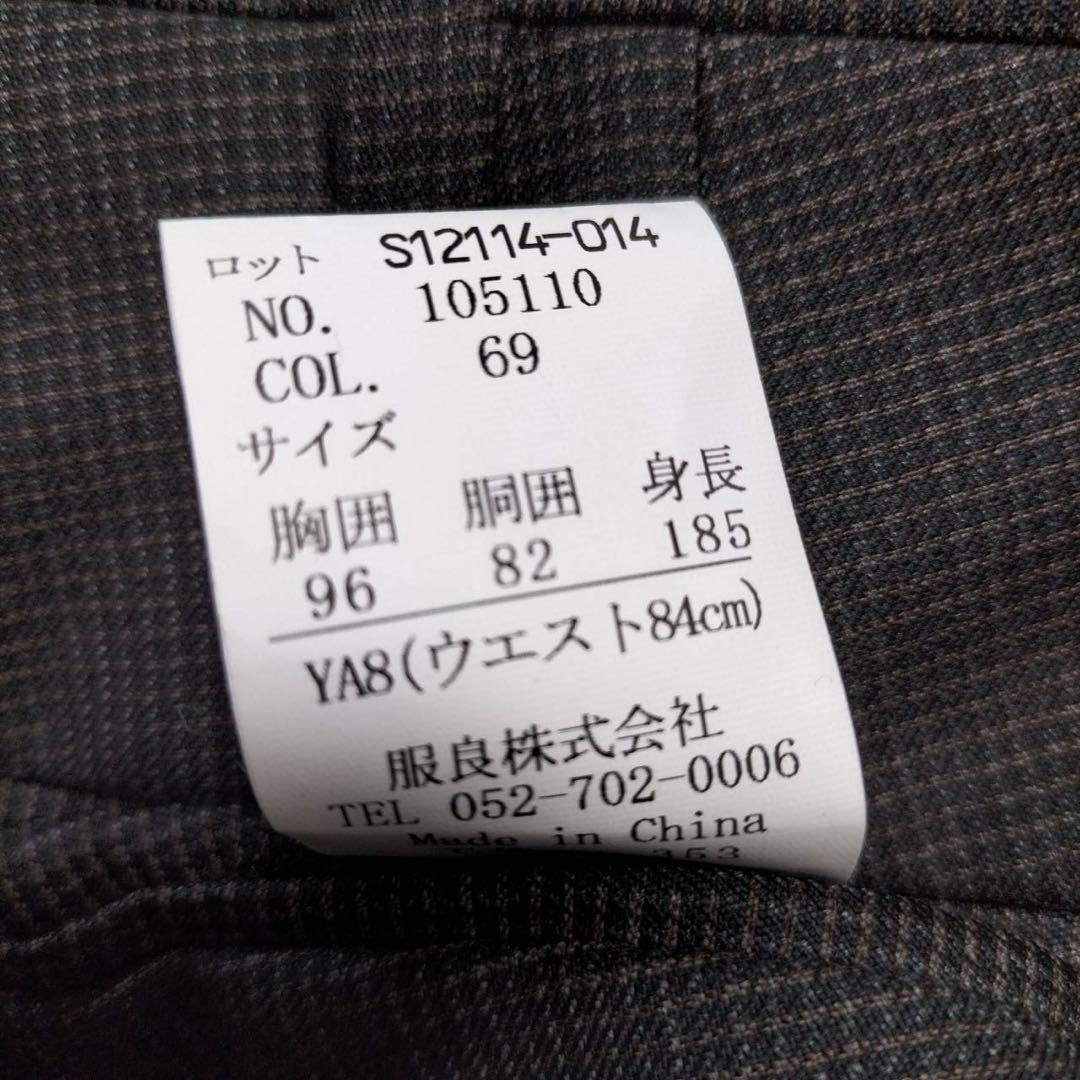 ロット S12114-014
NO. 105110
COL. 69
サイズ
胸囲 胴囲 身長
96 82 185
YA8(ウエスト84cm)
服良株式会社
TEL 052-702-0006
Made in China
353